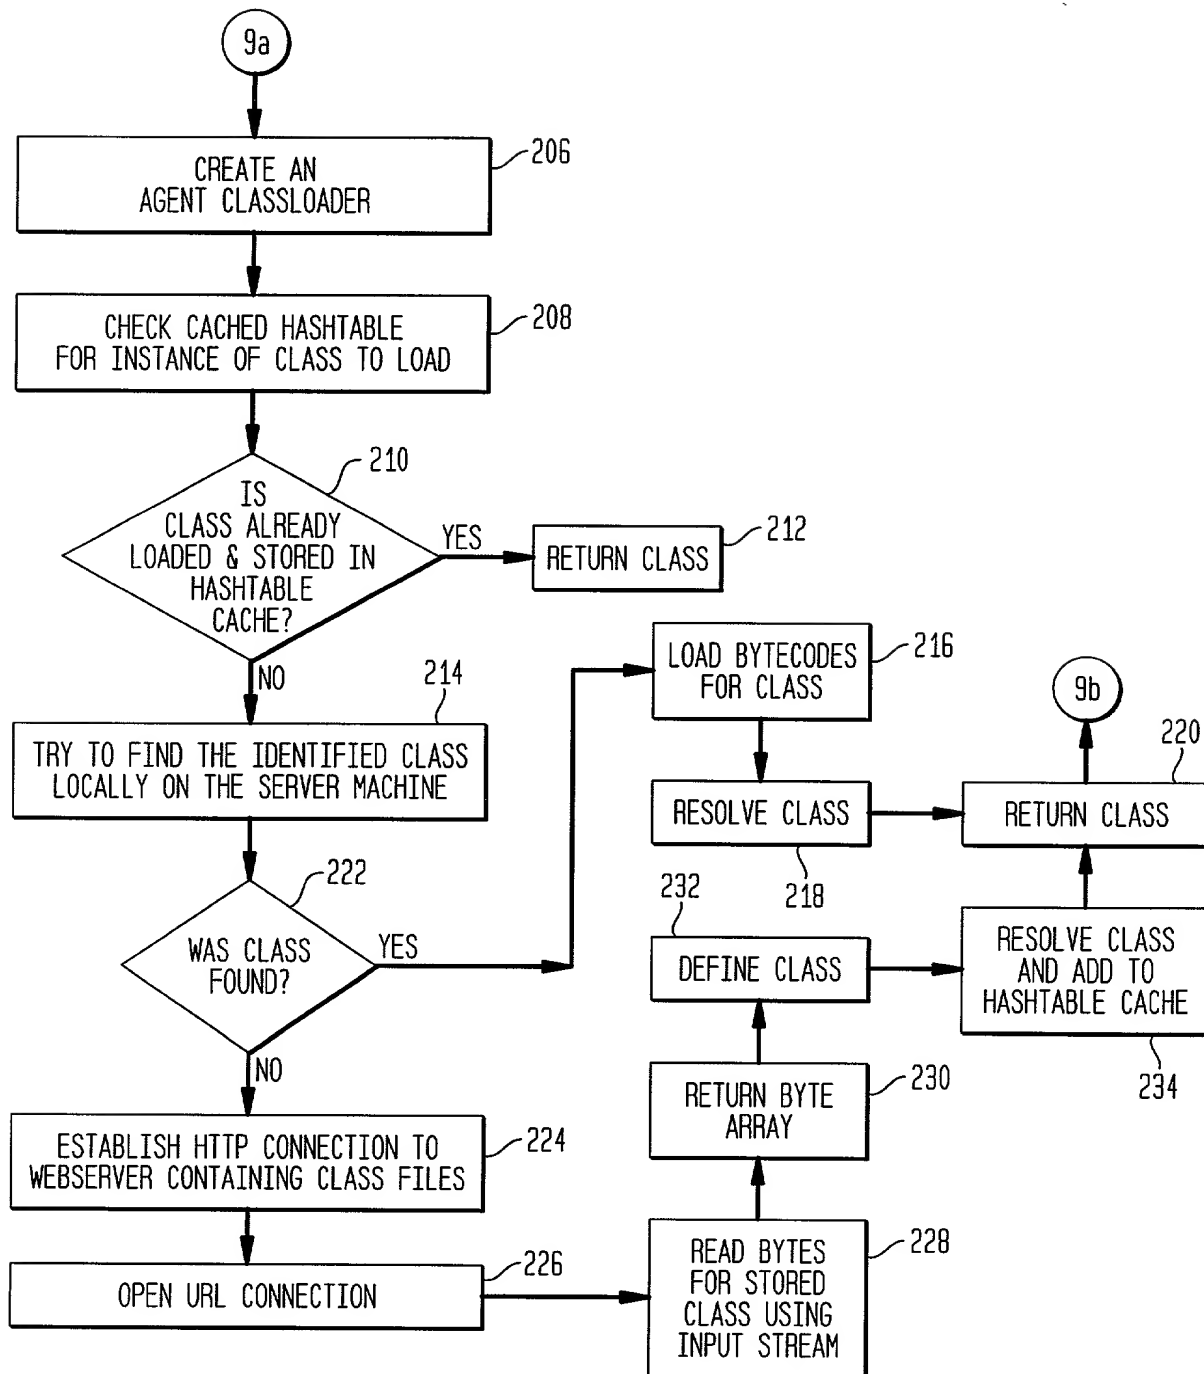 9a
CREATE AN
AGENT CLASSLOADER
206
CHECK CACHED HASHTABLE
FOR INSTANCE OF CLASS TO LOAD
208
IS
CLASS ALREADY
LOADED & STORED IN
HASHTABLE
CACHE?
210
YES
RETURN CLASS
212
NO
TRY TO FIND THE IDENTIFIED CLASS
LOCALLY ON THE SERVER MACHINE
214
WAS CLASS
FOUND?
222
YES
LOAD BYTECODES
FOR CLASS
216
RESOLVE CLASS
218
RETURN CLASS
220
9b
NO
ESTABLISH HTTP CONNECTION TO
WEBSERVER CONTAINING CLASS FILES
224
OPEN URL CONNECTION
226
READ BYTES
FOR STORED
CLASS USING
INPUT STREAM
228
RETURN BYTE
ARRAY
230
DEFINE CLASS
232
RESOLVE CLASS
AND ADD TO
HASHTABLE CACHE
234